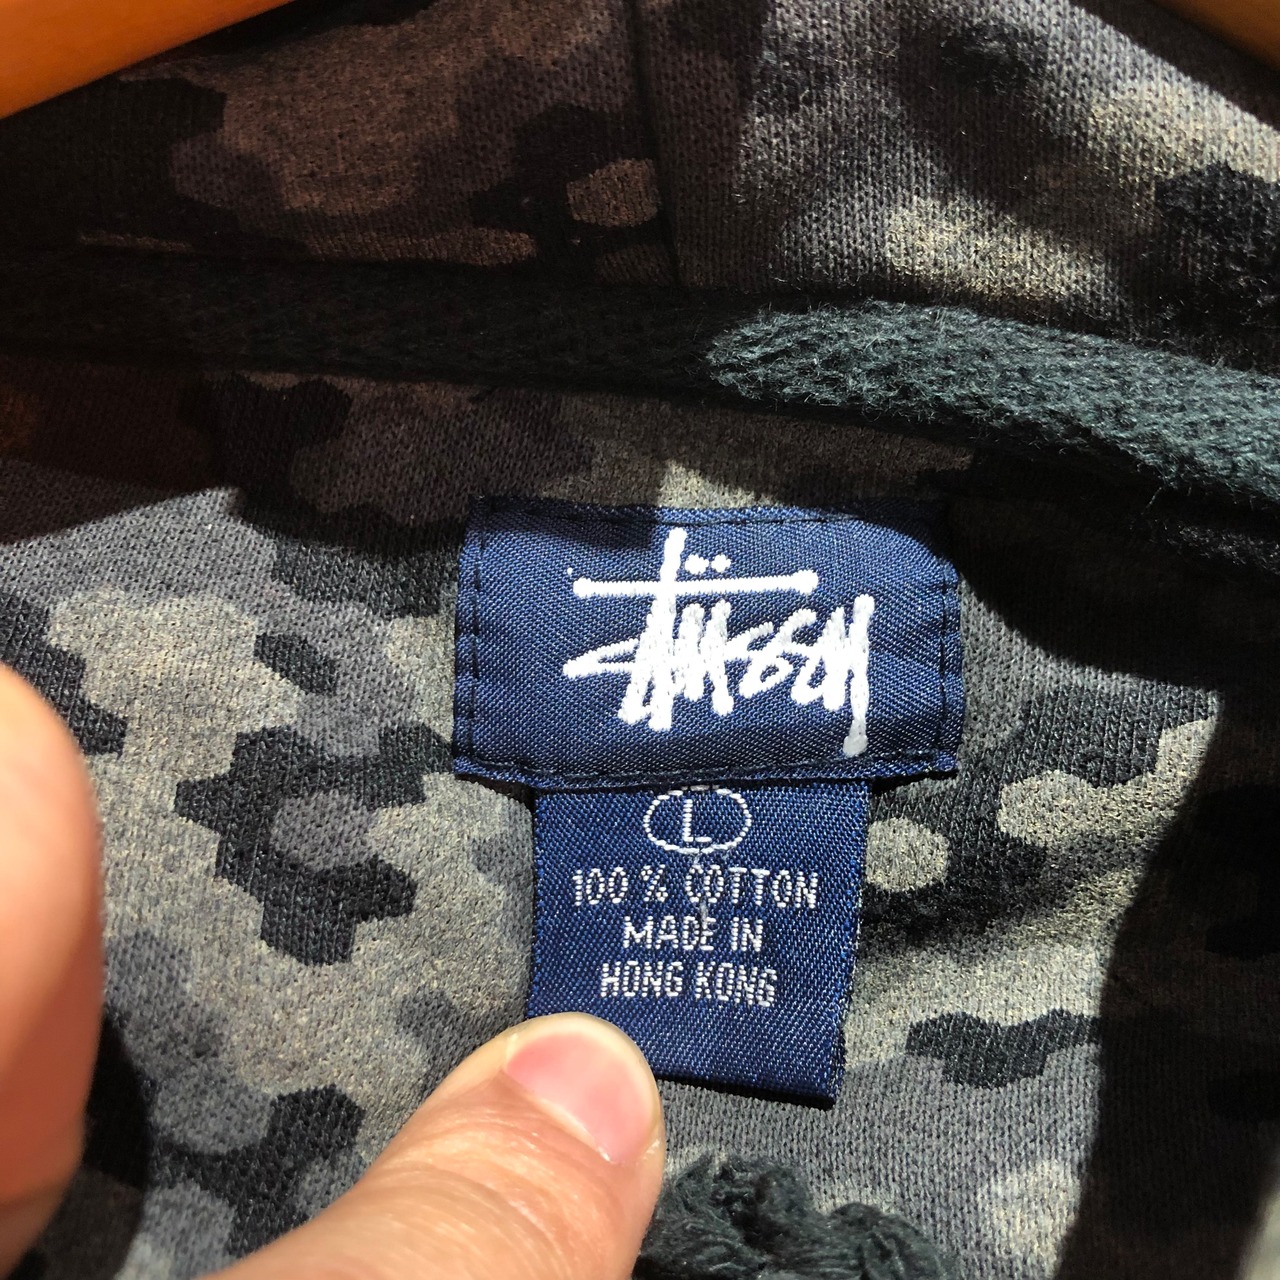 Stüssy
L
100 % COTTON
MADE IN
HONG KONG